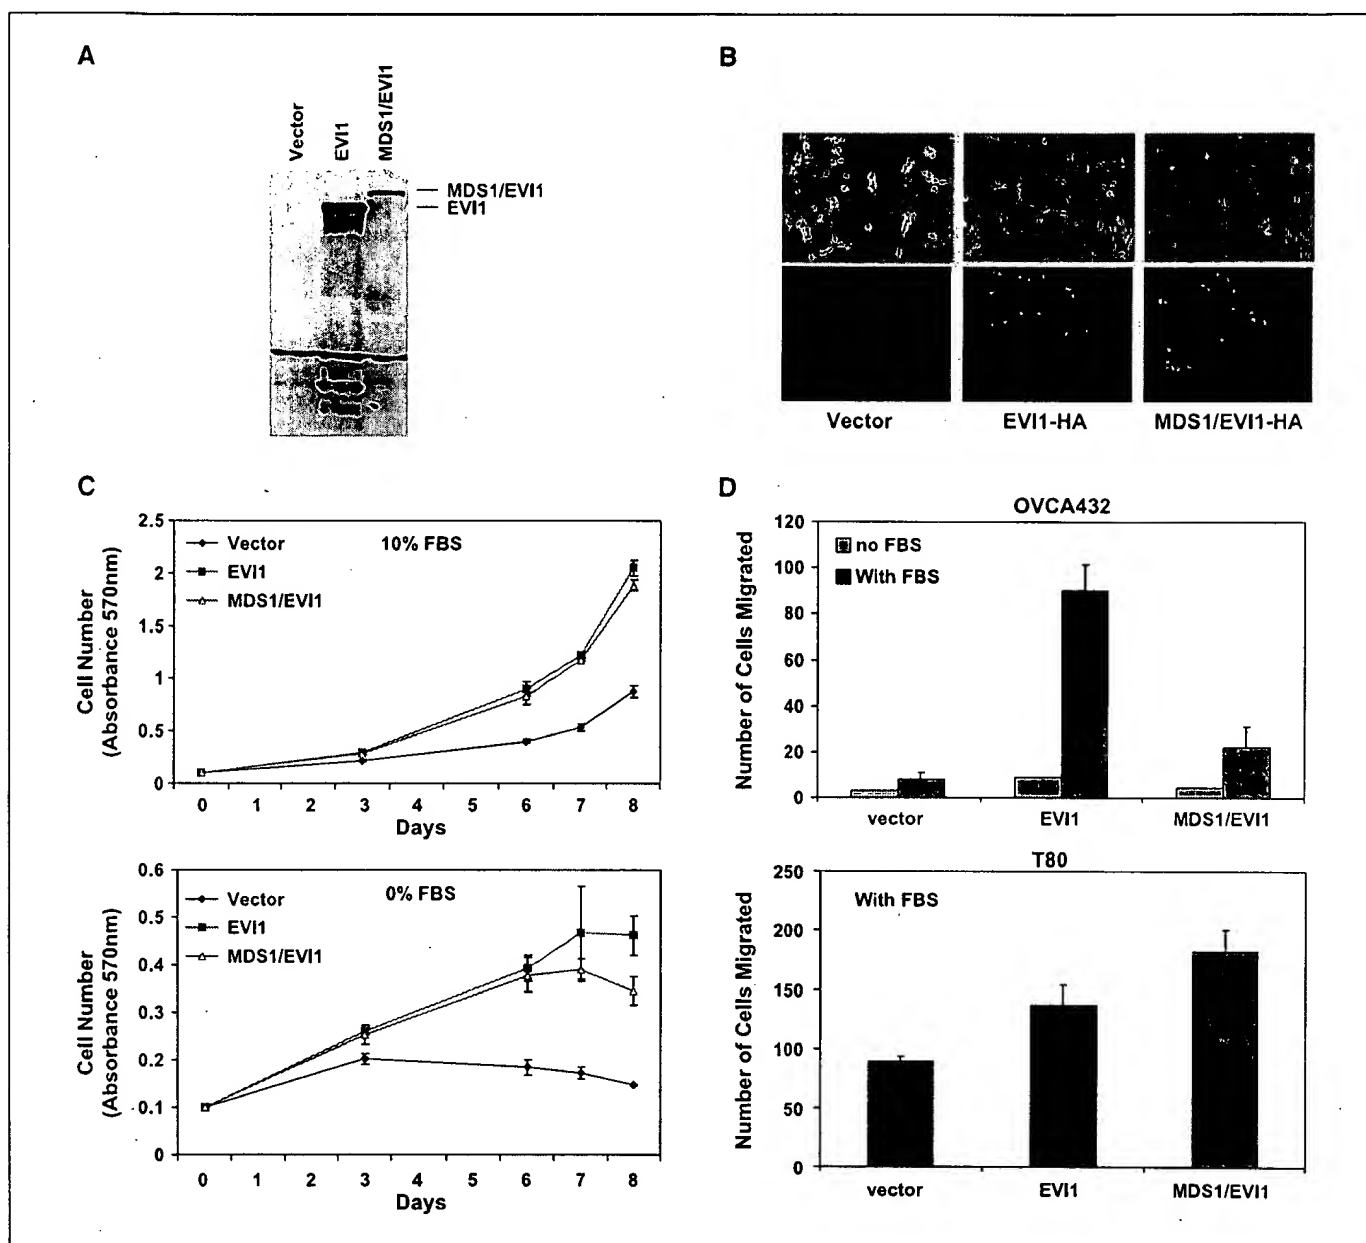 A
Vector
EVI1
MDS1/EVI1
MDS1/EVI1
EVI1
B
Vector
EVI1-HA
MDS1/EVI1-HA
C
Cell Number
(Absorbance 570nm)
2.5
2
1.5
1
0.5
0
Vector
EVI1
MDS1/EVI1
10% FBS
0 1 2 3 4 5 6 7 8
Days
Cell Number
(Absorbance 570nm)
0.6
0.5
0.4
0.3
0.2
0.1
0
Vector
EVI1
MDS1/EVI1
0% FBS
0 1 2 3 4 5 6 7 8
Days
D
OVCA432
Number of Cells Migrated
120
100
80
60
40
20
0
no FBS
With FBS
vector EVI1 MDS1/EVI1
T80
Number of Cells Migrated
250
200
150
100
50
0
With FBS
vector EVI1 MDS1/EVI1